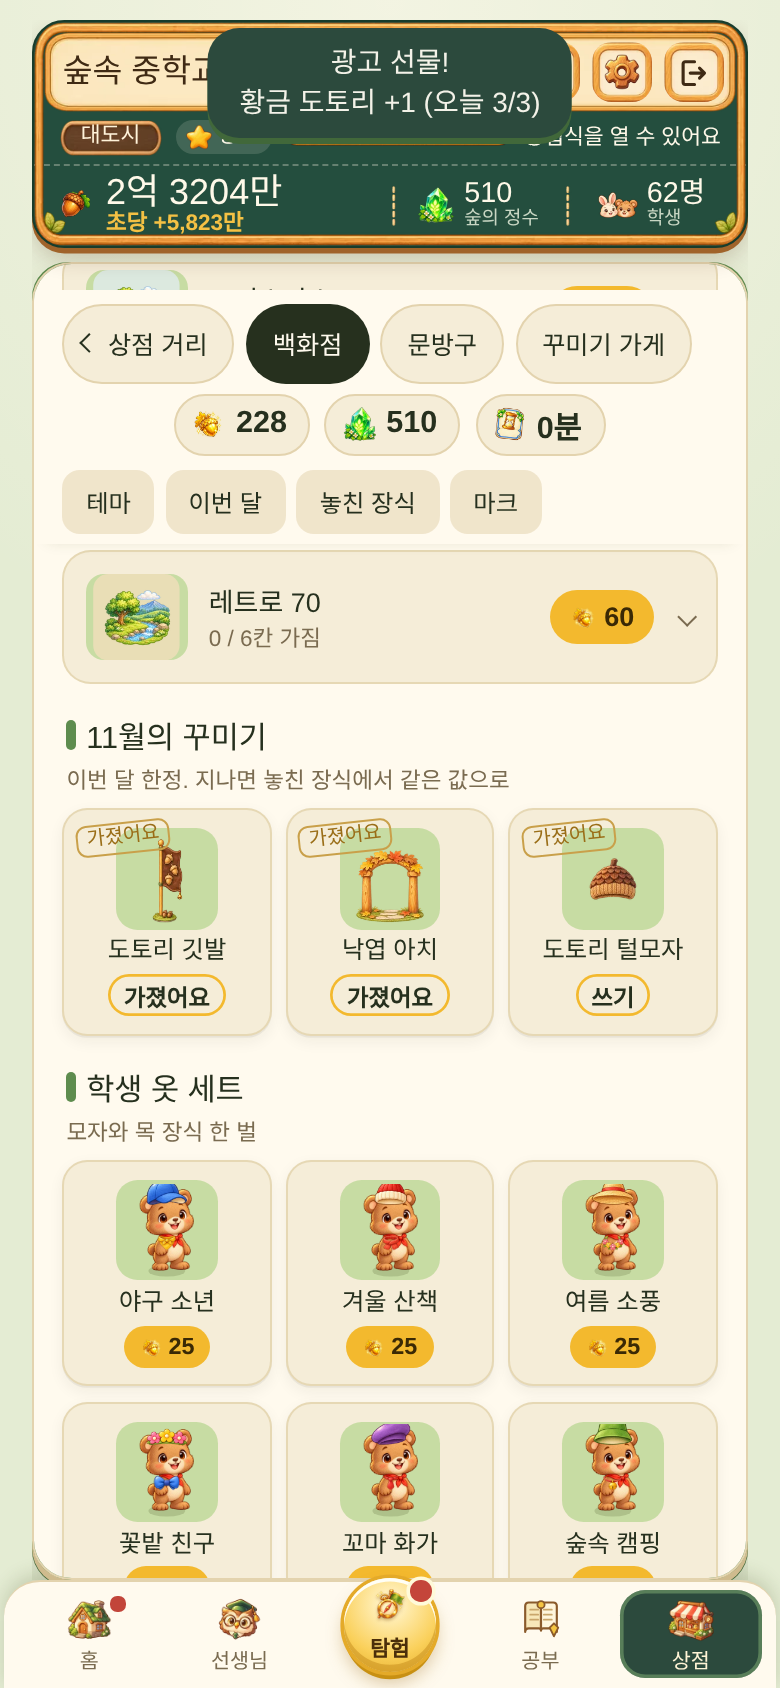 숲속 중학교
광고 선물!
황금 도토리 +1 (오늘 3/3)
대도시
식을 열 수 있어요
2억 3204만
초당 +5,823만
510
숲의 정수
62명
학생
상점 거리
백화점
문방구
꾸미기 가게
228
510
0분
테마
이번 달
놓친 장식
마크
레트로 70
0 / 6칸 가짐
60
11월의 꾸미기
이번 달 한정. 지나면 놓친 장식에서 같은 값으로
가졌어요
가졌어요
가졌어요
도토리 깃발
낙엽 아치
도토리 털모자
가졌어요
가졌어요
쓰기
학생 옷 세트
모자와 목 장식 한 벌
야구 소년
겨울 산책
여름 소풍
25
25
25
꽃밭 친구
꼬마 화가
숲속 캠핑
홈
선생님
탐험
공부
상점